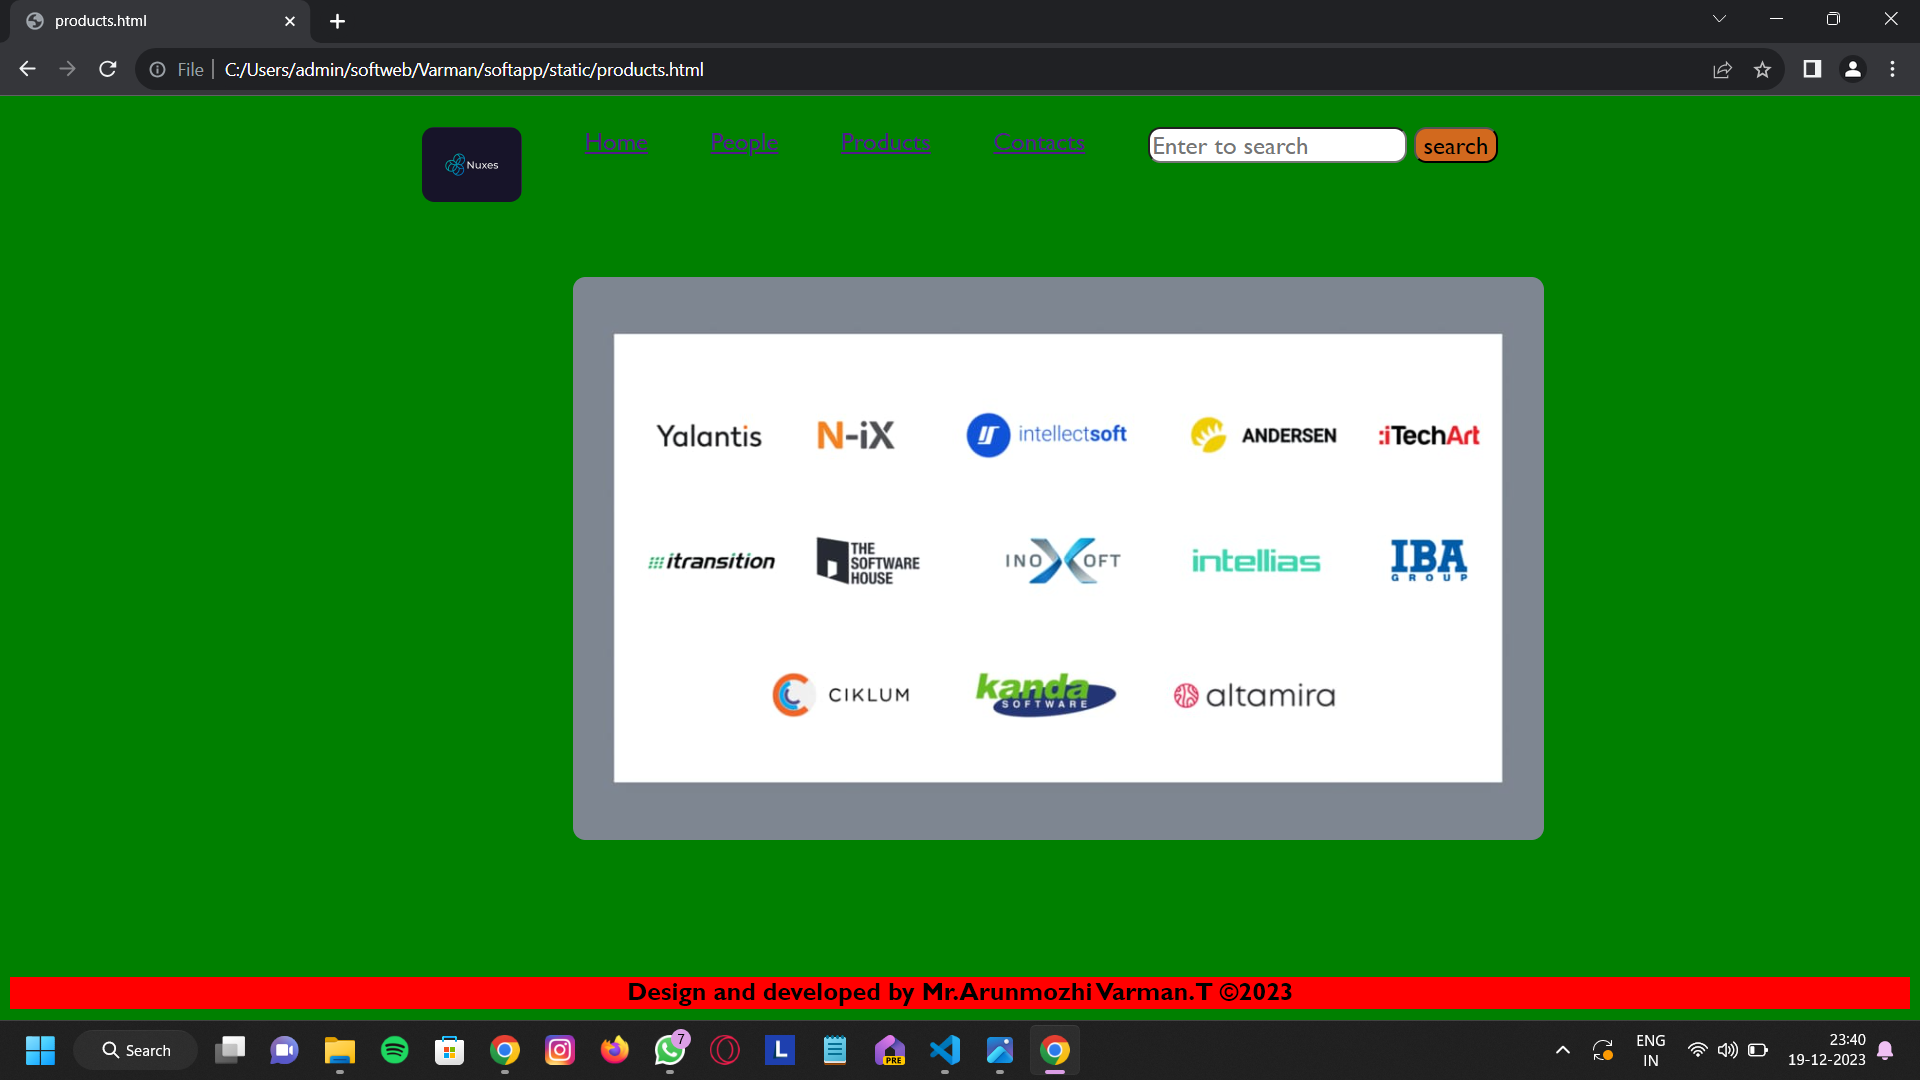 products.html
File
C:/Users/admin/softweb/Varman/softapp/static/products.html
Nuxes
Home People Products Contacts Enter to search search
Yalantis N-iX intellectsoft ANDERSEN :iTechArt
itransition THE SOFTWARE HOUSE INOXOFT intellias IBA GROUP
CIKLUM kanda SOFTWARE altamira
Design and developed by Mr.Arunmozhi Varman.T ©2023
Search
7
L
PRE
ENG
IN
23:40
19-12-2023